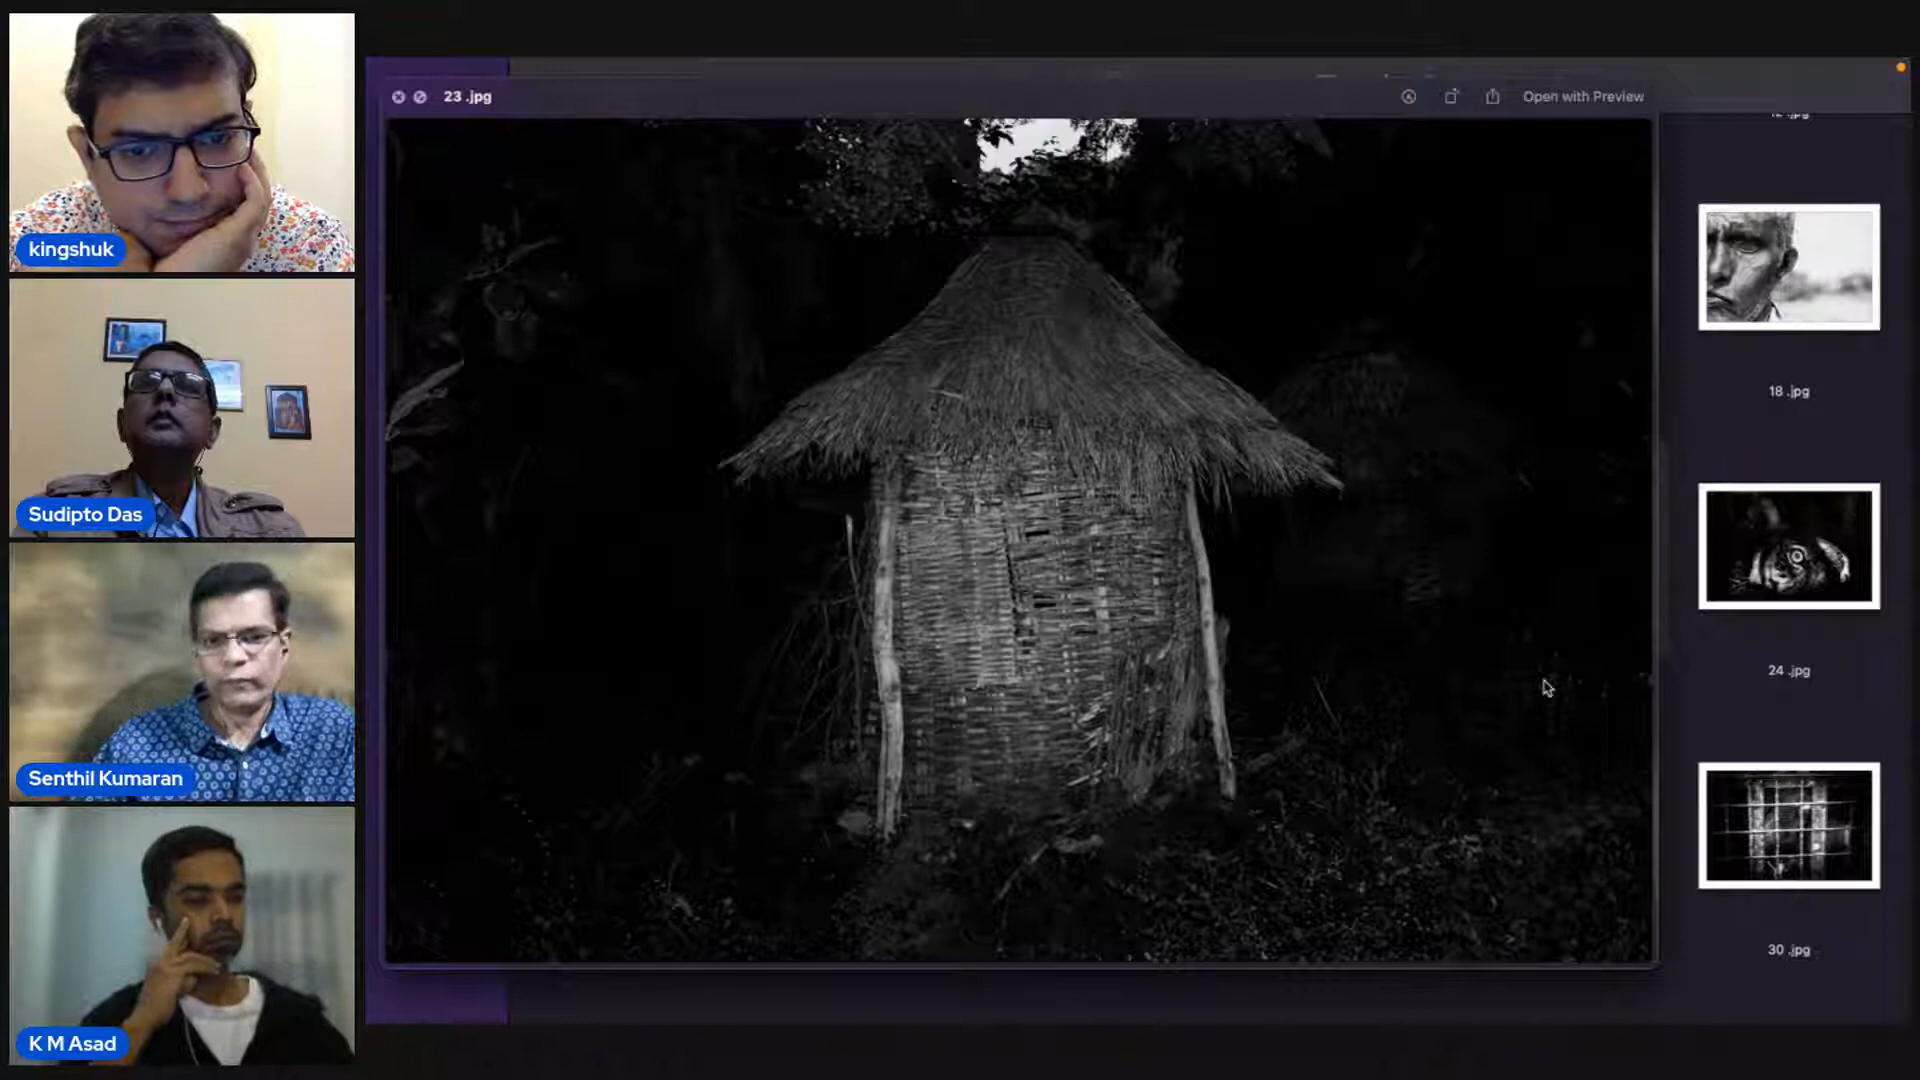 kingshuk
Sudipto Das
Senthil Kumaran
K M Asad
23 .jpg
Open with Preview
18 .jpg
24 .jpg
30 .jpg